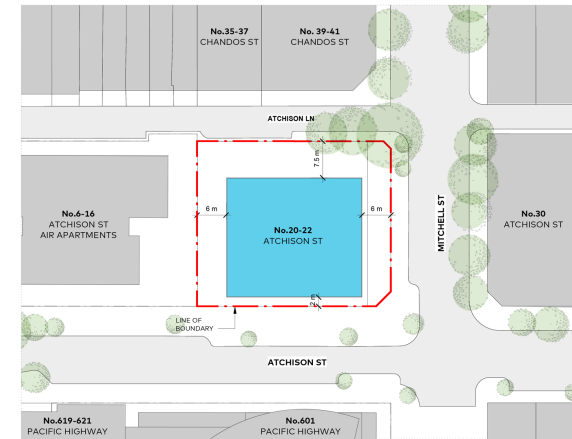 No.35-37
CHANDOS ST
No. 39-41
CHANDOS ST
ATCHISON LN
7.5 m
6 m
6 m
No.6-16
ATCHISON ST
AIR APARTMENTS
No.20-22
ATCHISON ST
MITCHELL ST
No.30
ATCHISON ST
2 m
LINE OF
BOUNDARY
ATCHISON ST
No.619-621
PACIFIC HIGHWAY
No.601
PACIFIC HIGHWAY